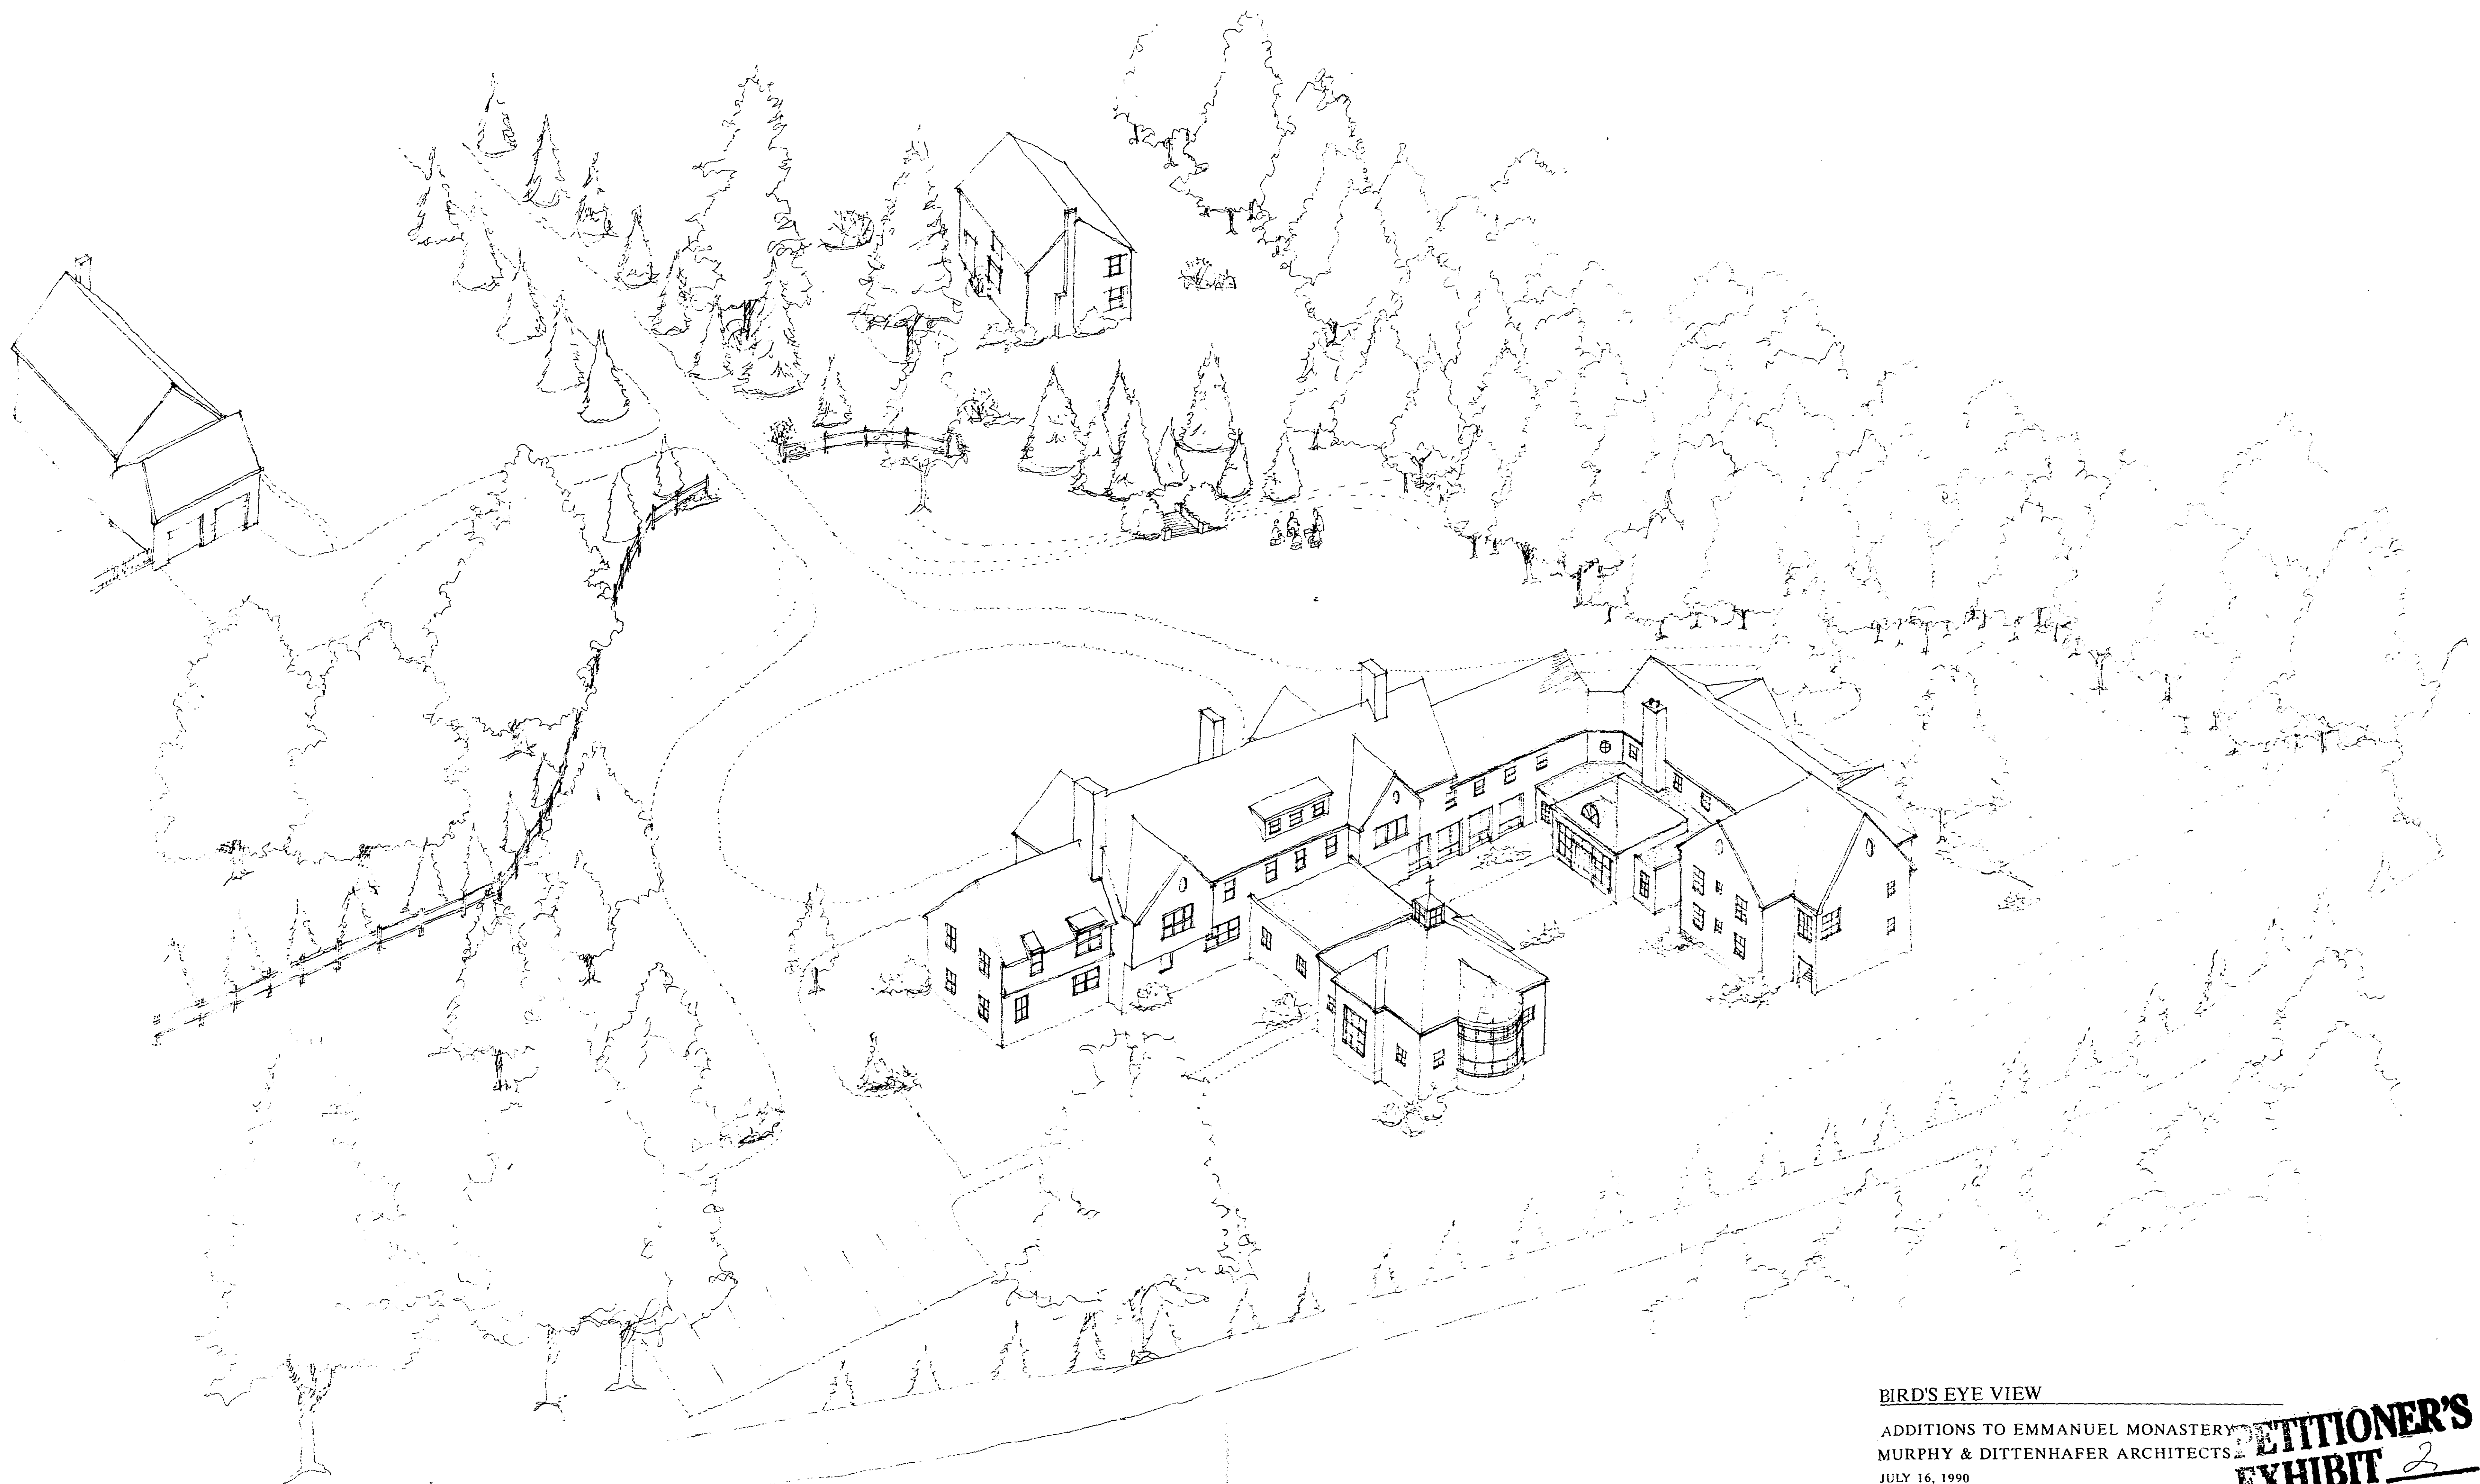 BIRD'S EYE VIEW
ADDITIONS TO EMMANUEL MONASTERY
MURPHY & DITTENHAFER ARCHITECTS
JULY 16, 1990
PETITIONER'S
EXHIBIT 2